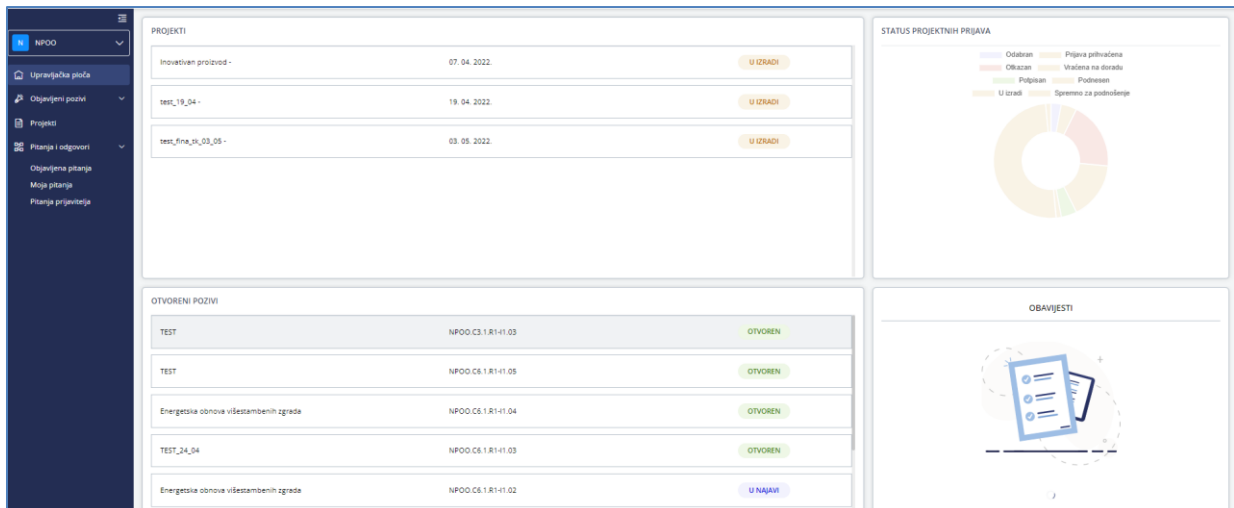 N NPOO
Upravljačka ploča
Objavljeni pozivi
Projekti
Pitanja i odgovori
Objavljena pitanja
Moja pitanja
Pitanja prijavitelja
PROJEKTI
Inovativan proizvod - 07. 04. 2022. U IZRADI
test_19_04 - 19. 04. 2022. U IZRADI
test_fina_tk_03_05 - 03. 05. 2022. U IZRADI
STATUS PROJEKTNIH PRIJAVA
Odabran Prijava prihvaćena
Otkazan Vraćena na doradu
Potpisan Podnesen
U izradi Spremno za podnošenje
OTVORENI POZIVI
TEST NPOO.C3.1.R1-I1.03 OTVOREN
TEST NPOO.C6.1.R1-I1.05 OTVOREN
Energetska obnova višestambenih zgrada NPOO.C6.1.R1-I1.04 OTVOREN
TEST_24_04 NPOO.C6.1.R1-I1.03 OTVOREN
Energetska obnova višestambenih zgrada NPOO.C6.1.R1-I1.02 U NAJAVI
OBAVIJESTI